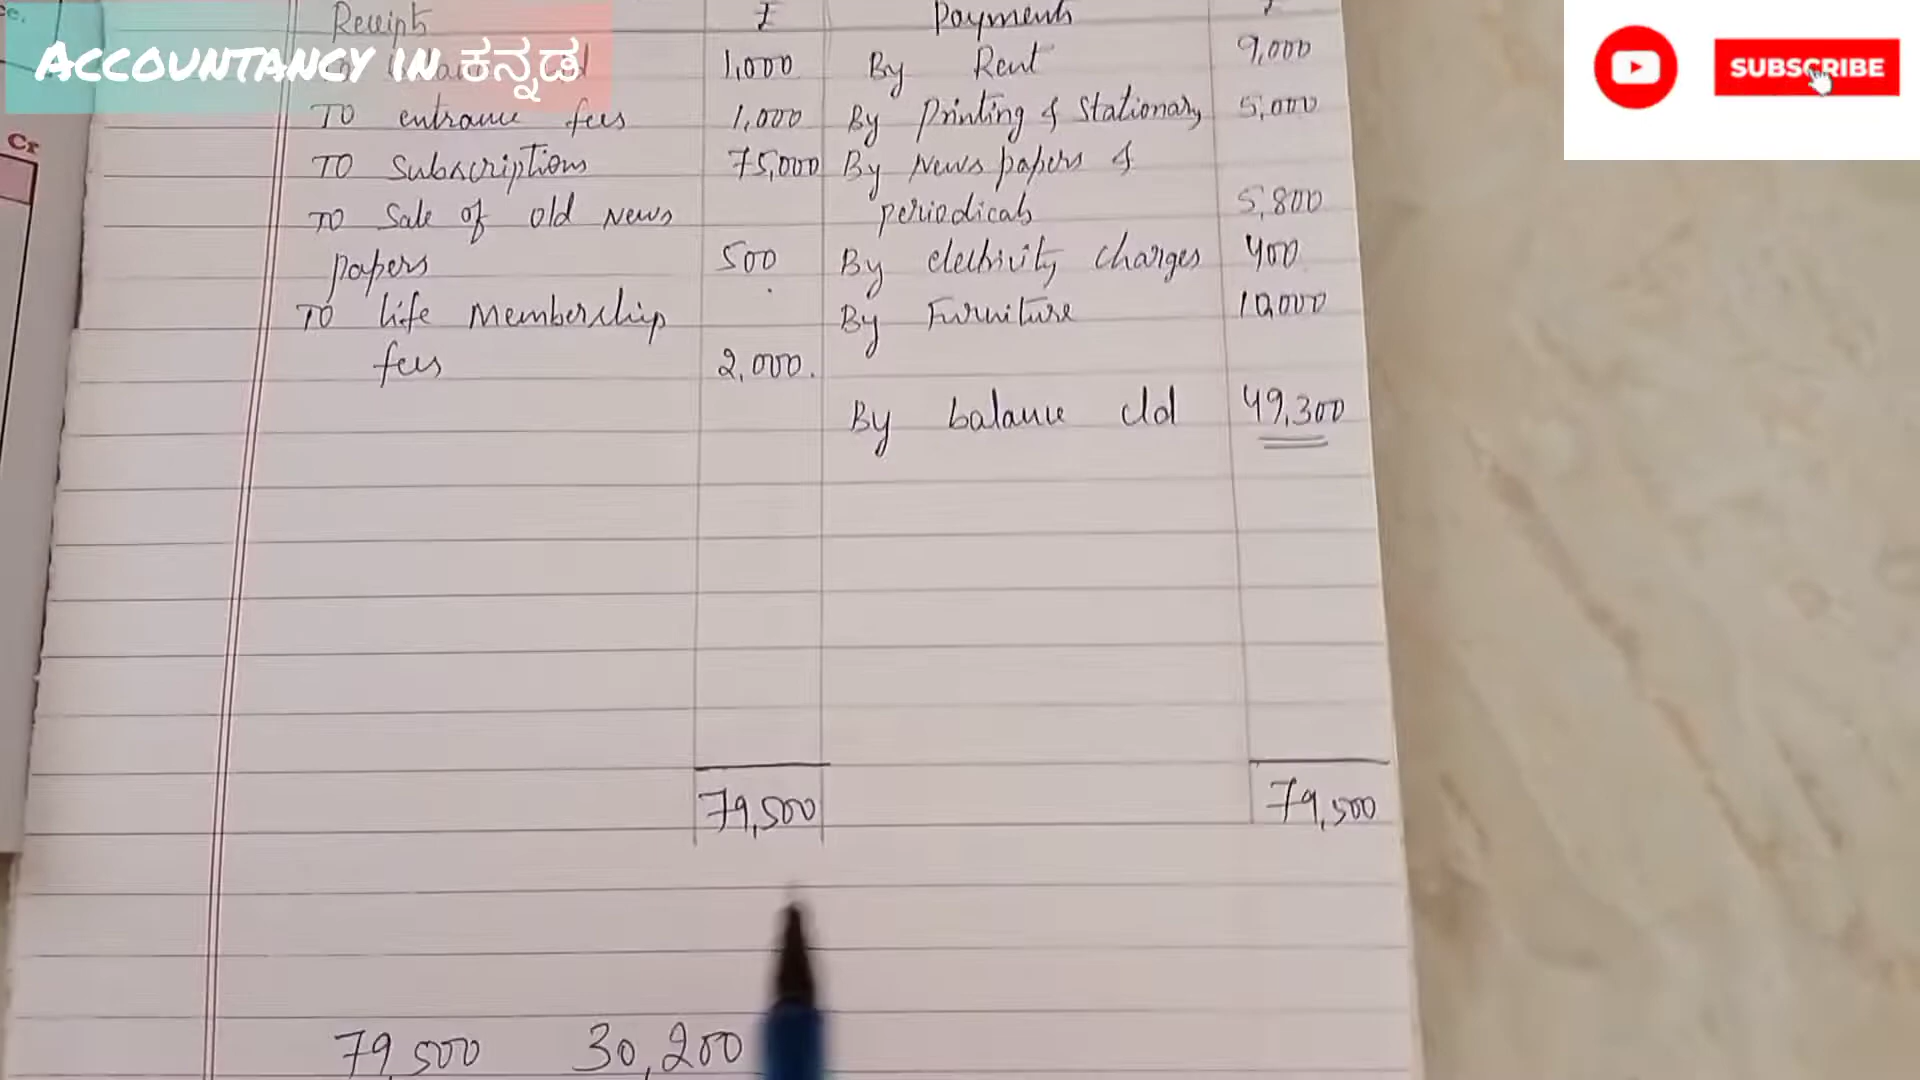 ACCOUNTANCY IN ಕನ್ನಡ
SUBSCRIBE
Cr
Receipts ₹ Payments ₹
1,000 By Rent 9,000
TO entrance fees 1,000 By Printing & Stationary 5,000
TO Subscriptions 75,000 By News papers &
TO Sale of old News periodicals 5,800
papers 500 By electricity charges 400
TO life Membership By Furniture 10,000
fees 2,000.
By balance c/d 49,300
79,500 79,500
79,500 30,200